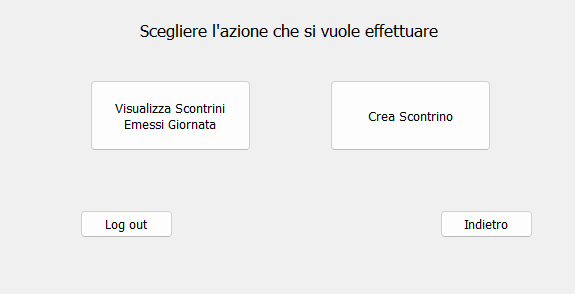 Scegliere l'azione che si vuole effettuare
Visualizza Scontrini
Emessi Giornata
Crea Scontrino
Log out
Indietro